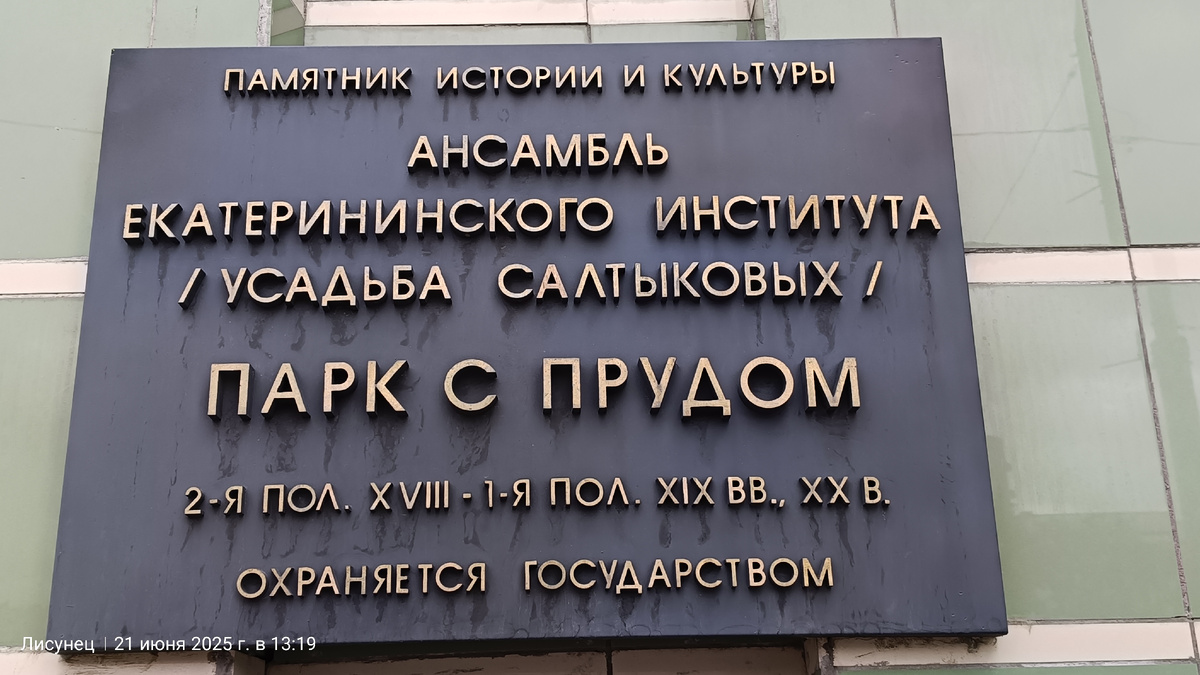 ПАМЯТНИК ИСТОРИИ И КУЛЬТУРЫ
АНСАМБЛЬ
ЕКАТЕРИНИНСКОГО ИНСТИТУТА
/ УСАДЬБА САЛТЫКОВЫХ /
ПАРК С ПРУДОМ
2-Я ПОЛ. XVIII - 1-Я ПОЛ. XIX ВВ., XX В.
ОХРАНЯЕТСЯ ГОСУДАРСТВОМ
Лисунец | 21 июня 2025 г. в 13:19